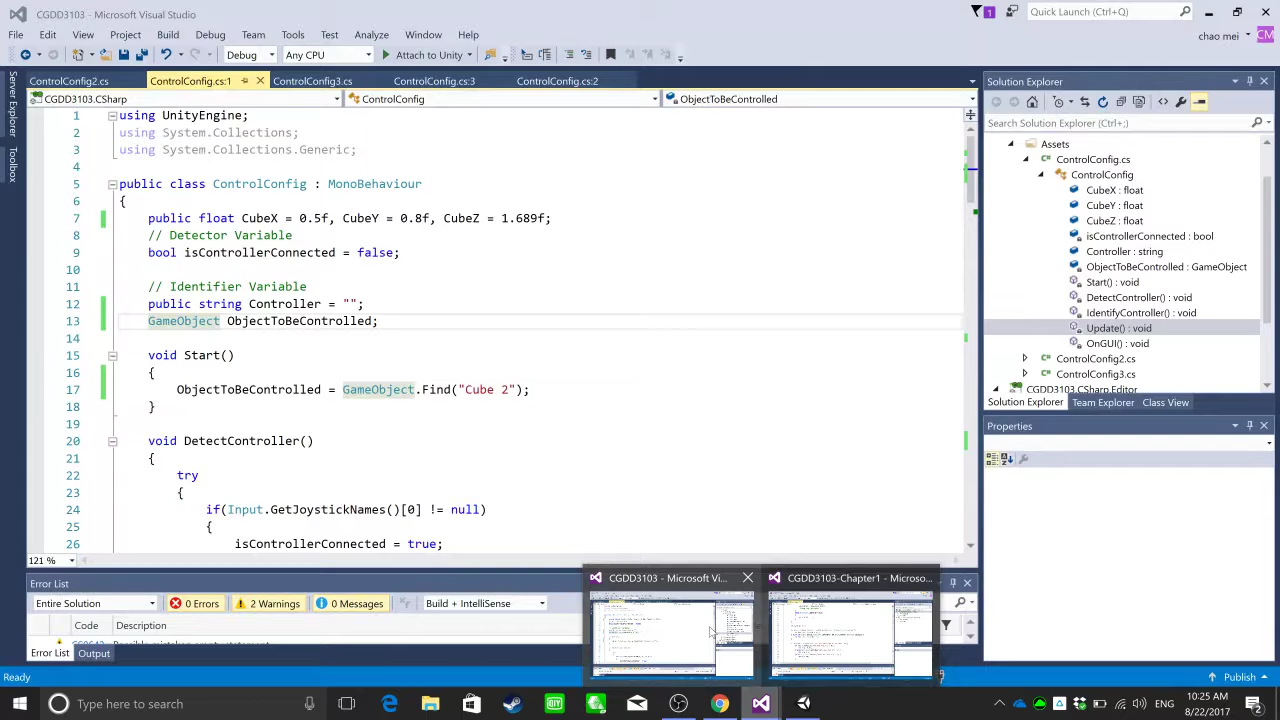 CGDD3103 - Microsoft Visual Studio
1
Quick Launch (Ctrl+Q)
File Edit View Project Build Debug Team Tools Test Analyze Window Help
chao mei
CM
Debug Any CPU Attach to Unity
Server Explorer
Toolbox
ControlConfig2.cs ControlConfig.cs:1 ControlConfig3.cs ControlConfig.cs:3 ControlConfig.cs:2
CGDD3103.CSharp ControlConfig ObjectToBeControlled
1 using UnityEngine;
2 using System.Collections;
3 using System.Collections.Generic;
4
5 public class ControlConfig : MonoBehaviour
6 {
7 public float CubeX = 0.5f, CubeY = 0.8f, CubeZ = 1.689f;
8 // Detector Variable
9 bool isControllerConnected = false;
10
11 // Identifier Variable
12 public string Controller = "";
13 GameObject ObjectToBeControlled;
14
15 void Start()
16 {
17 ObjectToBeControlled = GameObject.Find("Cube 2");
18 }
19
20 void DetectController()
21 {
22 try
23 {
24 if(Input.GetJoystickNames()[0] != null)
25 {
26 isControllerConnected = true;
121 %
Solution Explorer
Search Solution Explorer (Ctrl+;)
Assets
ControlConfig.cs
ControlConfig
CubeX : float
CubeY : float
CubeZ : float
isControllerConnected : bool
Controller : string
ObjectToBeControlled : GameObject
Start() : void
DetectController() : void
IdentifyController() : void
Update() : void
OnGUI() : void
ControlConfig2.cs
ControlConfig3.cs
CGDD3103.CSharp.Editor
Solution Explorer Team Explorer Class View
Properties
Error List
Entire Solution 0 Errors 2 Warnings 0 Messages Build + IntelliSense
Code Description
Error List Output
CGDD3103 - Microsoft Vi...
CGDD3103-Chapter1 - Microso...
Ready
Publish
Type here to search
DIY
ENG
10:25 AM
8/22/2017
2